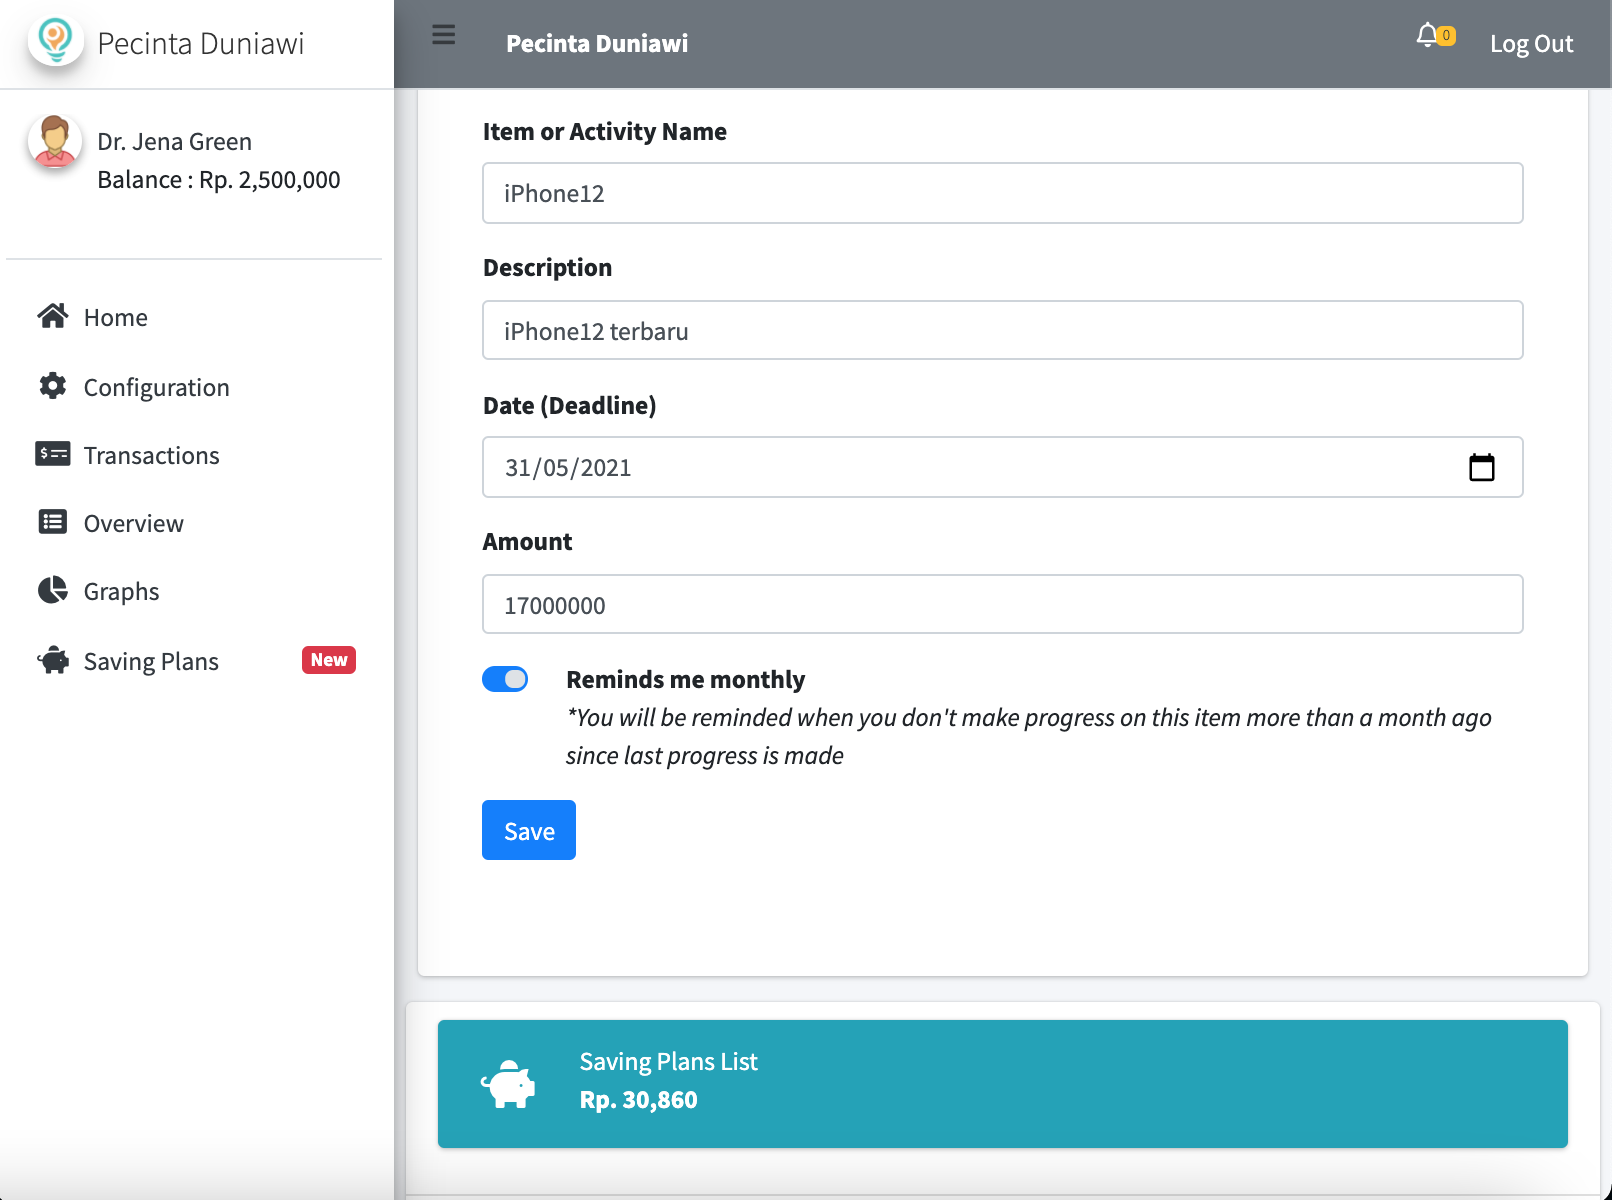 Pecinta Duniawi
Pecinta Duniawi
0
Log Out
Dr. Jena Green
Balance : Rp. 2,500,000
Home
Configuration
Transactions
Overview
Graphs
Saving Plans
New
Item or Activity Name
iPhone12
Description
iPhone12 terbaru
Date (Deadline)
31/05/2021
Amount
17000000
Reminds me monthly
*You will be reminded when you don't make progress on this item more than a month ago
since last progress is made
Save
Saving Plans List
Rp. 30,860